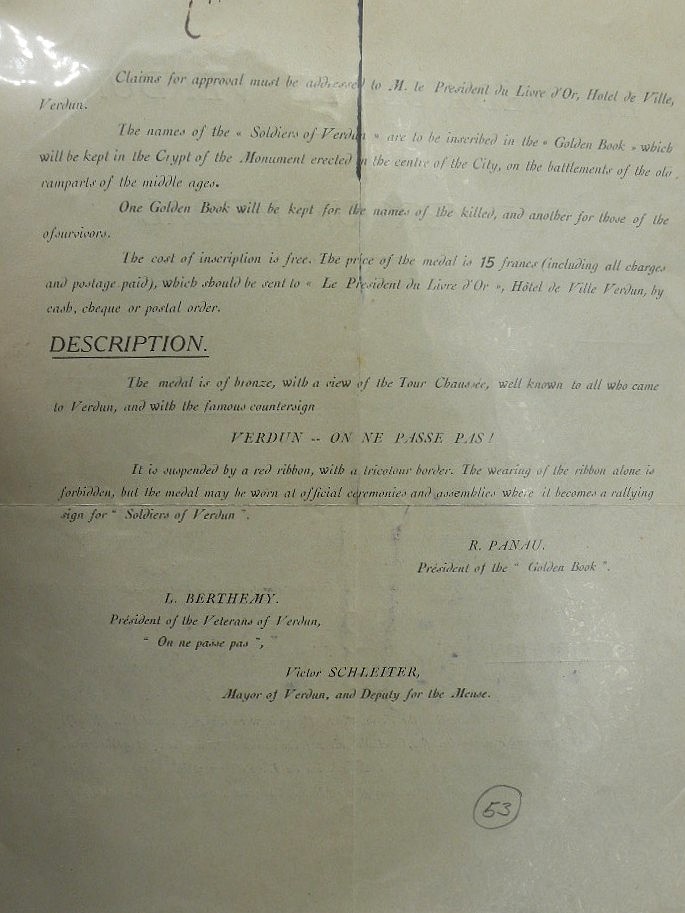 Claims for approval must be addressed to M. le Président du Livre d'Or, Hotel de Ville,
Verdun.
The names of the « Soldiers of Verdun » are to be inscribed in the « Golden Book » which
will be kept in the Crypt of the Monument erected in the centre of the City, on the battlements of the old
ramparts of the middle ages.
One Golden Book will be kept for the names of the killed, and another for those of the
ofsurvivors.
The cost of inscription is free. The price of the medal is 15 francs (including all charges
and postage paid), which should be sent to « Le Président du Livre d'Or », Hôtel de Ville Verdun, by
cash, cheque or postal order.
DESCRIPTION.
The medal is of bronze, with a view of the Tour Chaussée, well known to all who came
to Verdun, and with the famous countersign
VERDUN -- ON NE PASSE PAS !
It is suspended by a red ribbon, with a tricolour border. The wearing of the ribbon alone is
forbidden, but the medal may be worn at official ceremonies and assemblies where it becomes a rallying
sign for " Soldiers of Verdun ".
R. PANAU.
Président of the " Golden Book ".
L. BERTHEMY.
Président of the Veterans of Verdun,
" On ne passe pas ",
Victor SCHLEITER,
Mayor of Verdun, and Deputy for the Meuse.
53